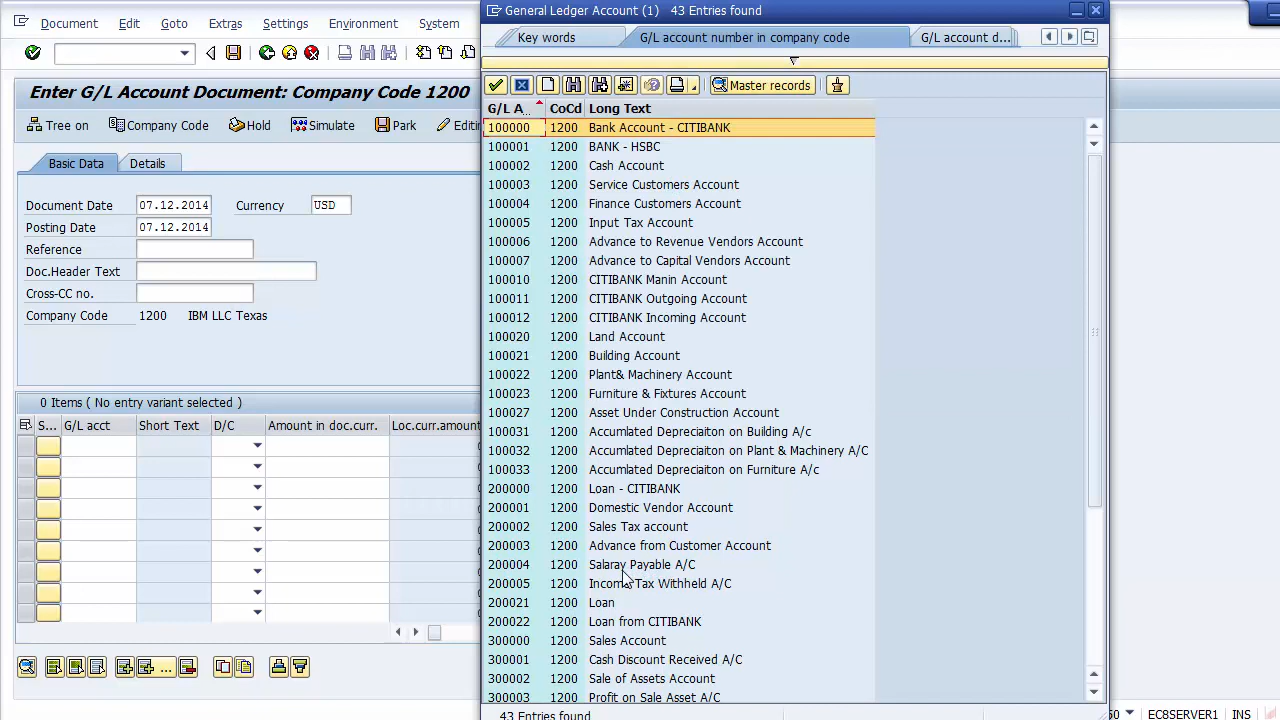 Document Edit Goto Extras Settings Environment System
Enter G/L Account Document: Company Code 1200
Tree on Company Code Hold Simulate Park
Basic Data Details
Document Date 07.12.2014 Currency USD
Posting Date 07.12.2014
Reference
Doc.Header Text
Cross-CC no.
Company Code 1200 IBM LLC Texas
0 Items ( No entry variant selected )
S... G/L acct Short Text D/C Amount in doc.curr. Loc.curr.amount
General Ledger Account (1) 43 Entries found
Key words G/L account number in company code G/L account d...
Master records
G/L A.. CoCd Long Text
100000 1200 Bank Account - CITIBANK
100001 1200 BANK - HSBC
100002 1200 Cash Account
100003 1200 Service Customers Account
100004 1200 Finance Customers Account
100005 1200 Input Tax Account
100006 1200 Advance to Revenue Vendors Account
100007 1200 Advance to Capital Vendors Account
100010 1200 CITIBANK Manin Account
100011 1200 CITIBANK Outgoing Account
100012 1200 CITIBANK Incoming Account
100020 1200 Land Account
100021 1200 Building Account
100022 1200 Plant& Machinery Account
100023 1200 Furniture & Fixtures Account
100027 1200 Asset Under Construction Account
100031 1200 Accumlated Depreciaiton on Building A/c
100032 1200 Accumlated Depreciaiton on Plant & Machinery A/C
100033 1200 Accumlated Depreciaiton on Furniture A/c
200000 1200 Loan - CITIBANK
200001 1200 Domestic Vendor Account
200002 1200 Sales Tax account
200003 1200 Advance from Customer Account
200004 1200 Salaray Payable A/C
200005 1200 Income Tax Withheld A/C
200021 1200 Loan
200022 1200 Loan from CITIBANK
300000 1200 Sales Account
300001 1200 Cash Discount Received A/C
300002 1200 Sale of Assets Account
300003 1200 Profit on Sale Asset A/C
43 Entries found
EC8SERVER1 INS